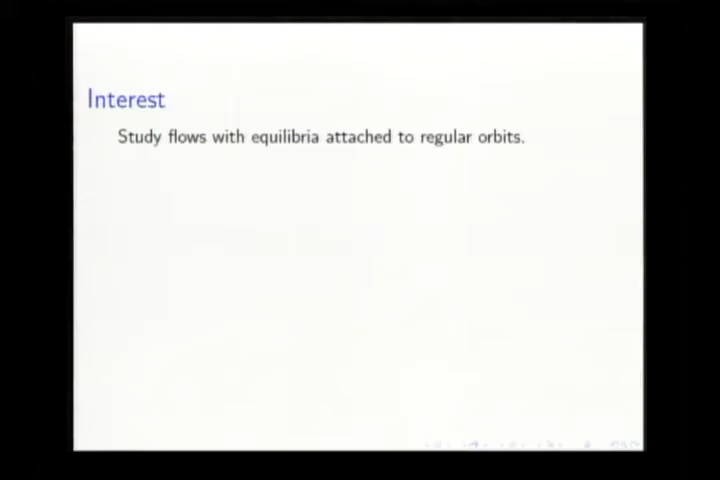 Interest
Study flows with equilibria attached to regular orbits.